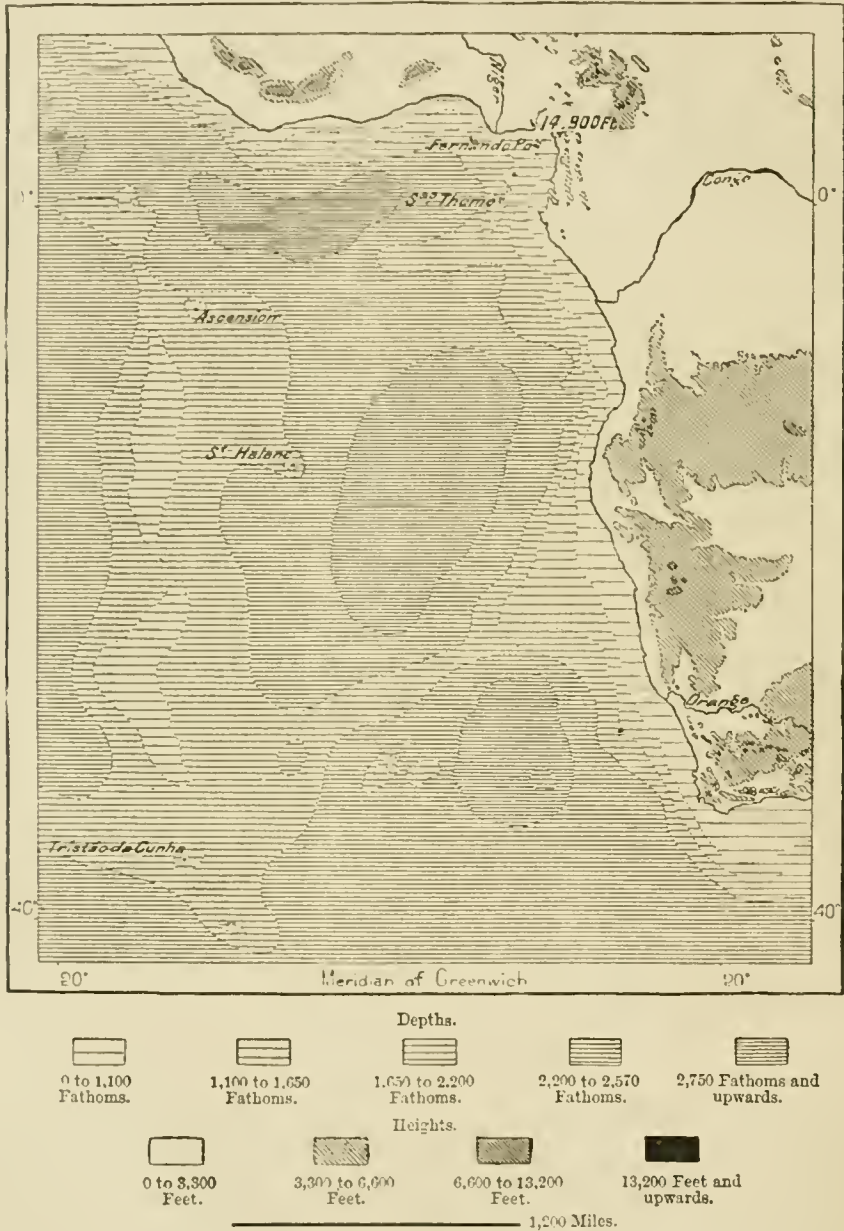 Niger
14.900Ft
Fernando Po
Sao Thome
Congo
0° 0°
Ascension
St Helena
Orange
Tristão da Cunha
40° 40°
20° Meridian of Greenwich 20°
Depths.
0 to 1,100 Fathoms.
1,100 to 1,650 Fathoms.
1,650 to 2,200 Fathoms.
2,200 to 2,570 Fathoms.
2,750 Fathoms and upwards.
Heights.
0 to 3,300 Feet.
3,300 to 6,600 Feet.
6,600 to 13,200 Feet.
13,200 Feet and upwards.
1,200 Miles.